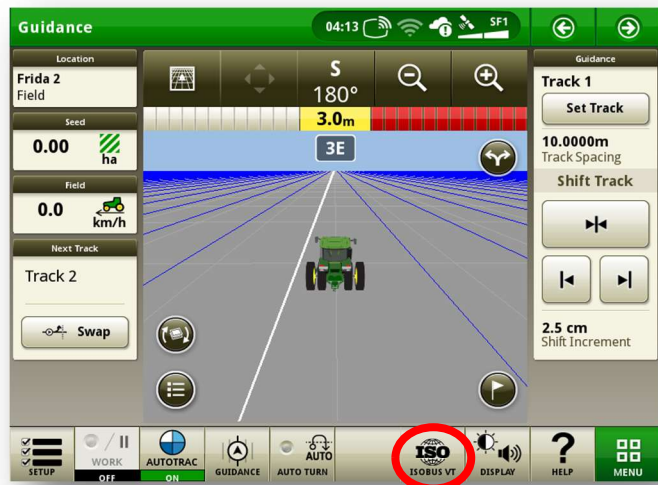 Guidance
04:13
SF1
Location
Frida 2
Field
Seed
0.00
ha
Field
0.0
km/h
Next Track
Track 2
Swap
S
180°
3.0m
3E
Guidance
Track 1
Set Track
10.0000m
Track Spacing
Shift Track
2.5 cm
Shift Increment
SETUP
WORK
OFF
AUTOTRAC
ON
GUIDANCE
AUTO
AUTO TURN
ISO
ISOBUS VT
DISPLAY
?
HELP
MENU